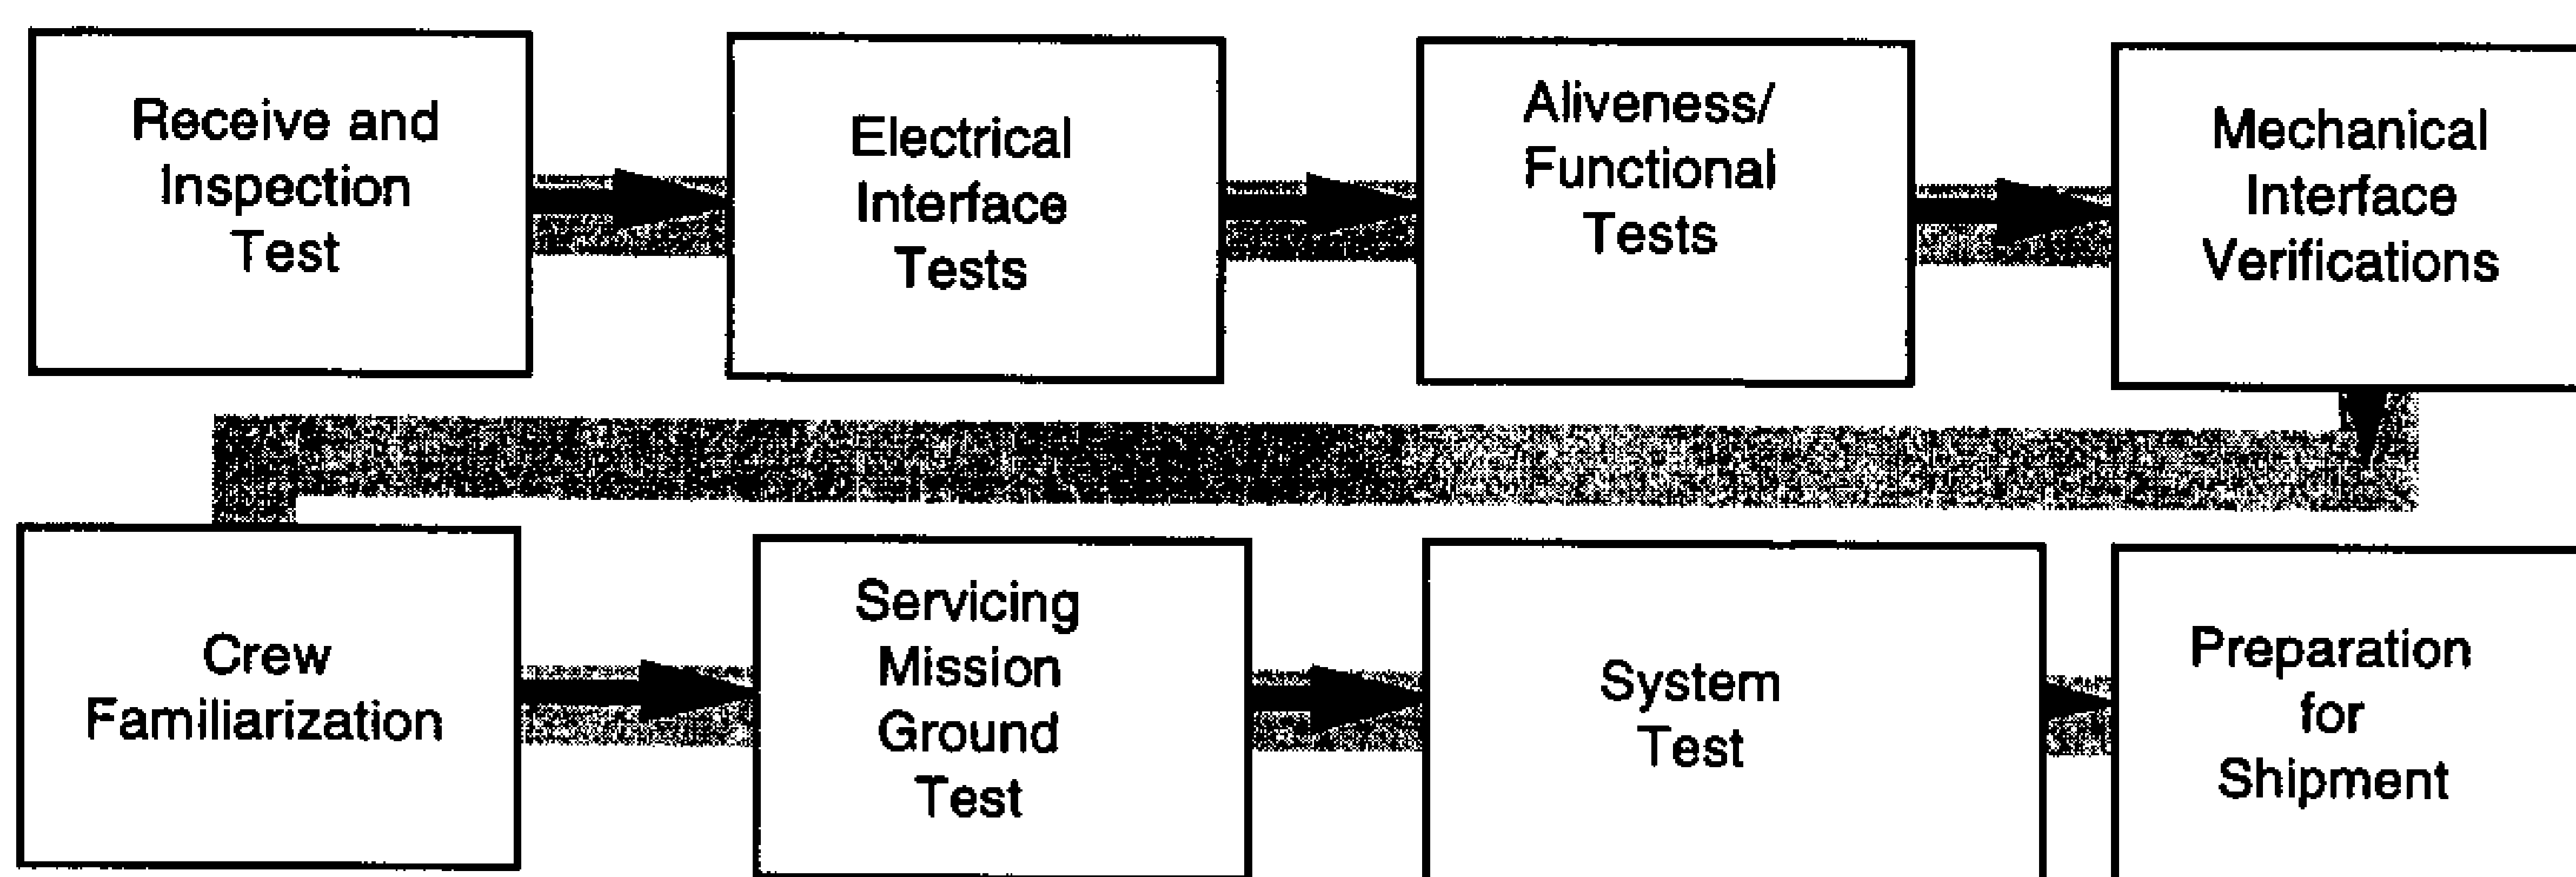 Receive and
Inspection
Test
Electrical
Interface
Tests
Aliveness/
Functional
Tests
Mechanical
Interface
Verifications
Crew
Familiarization
Servicing
Mission
Ground
Test
System
Test
Preparation
for
Shipment